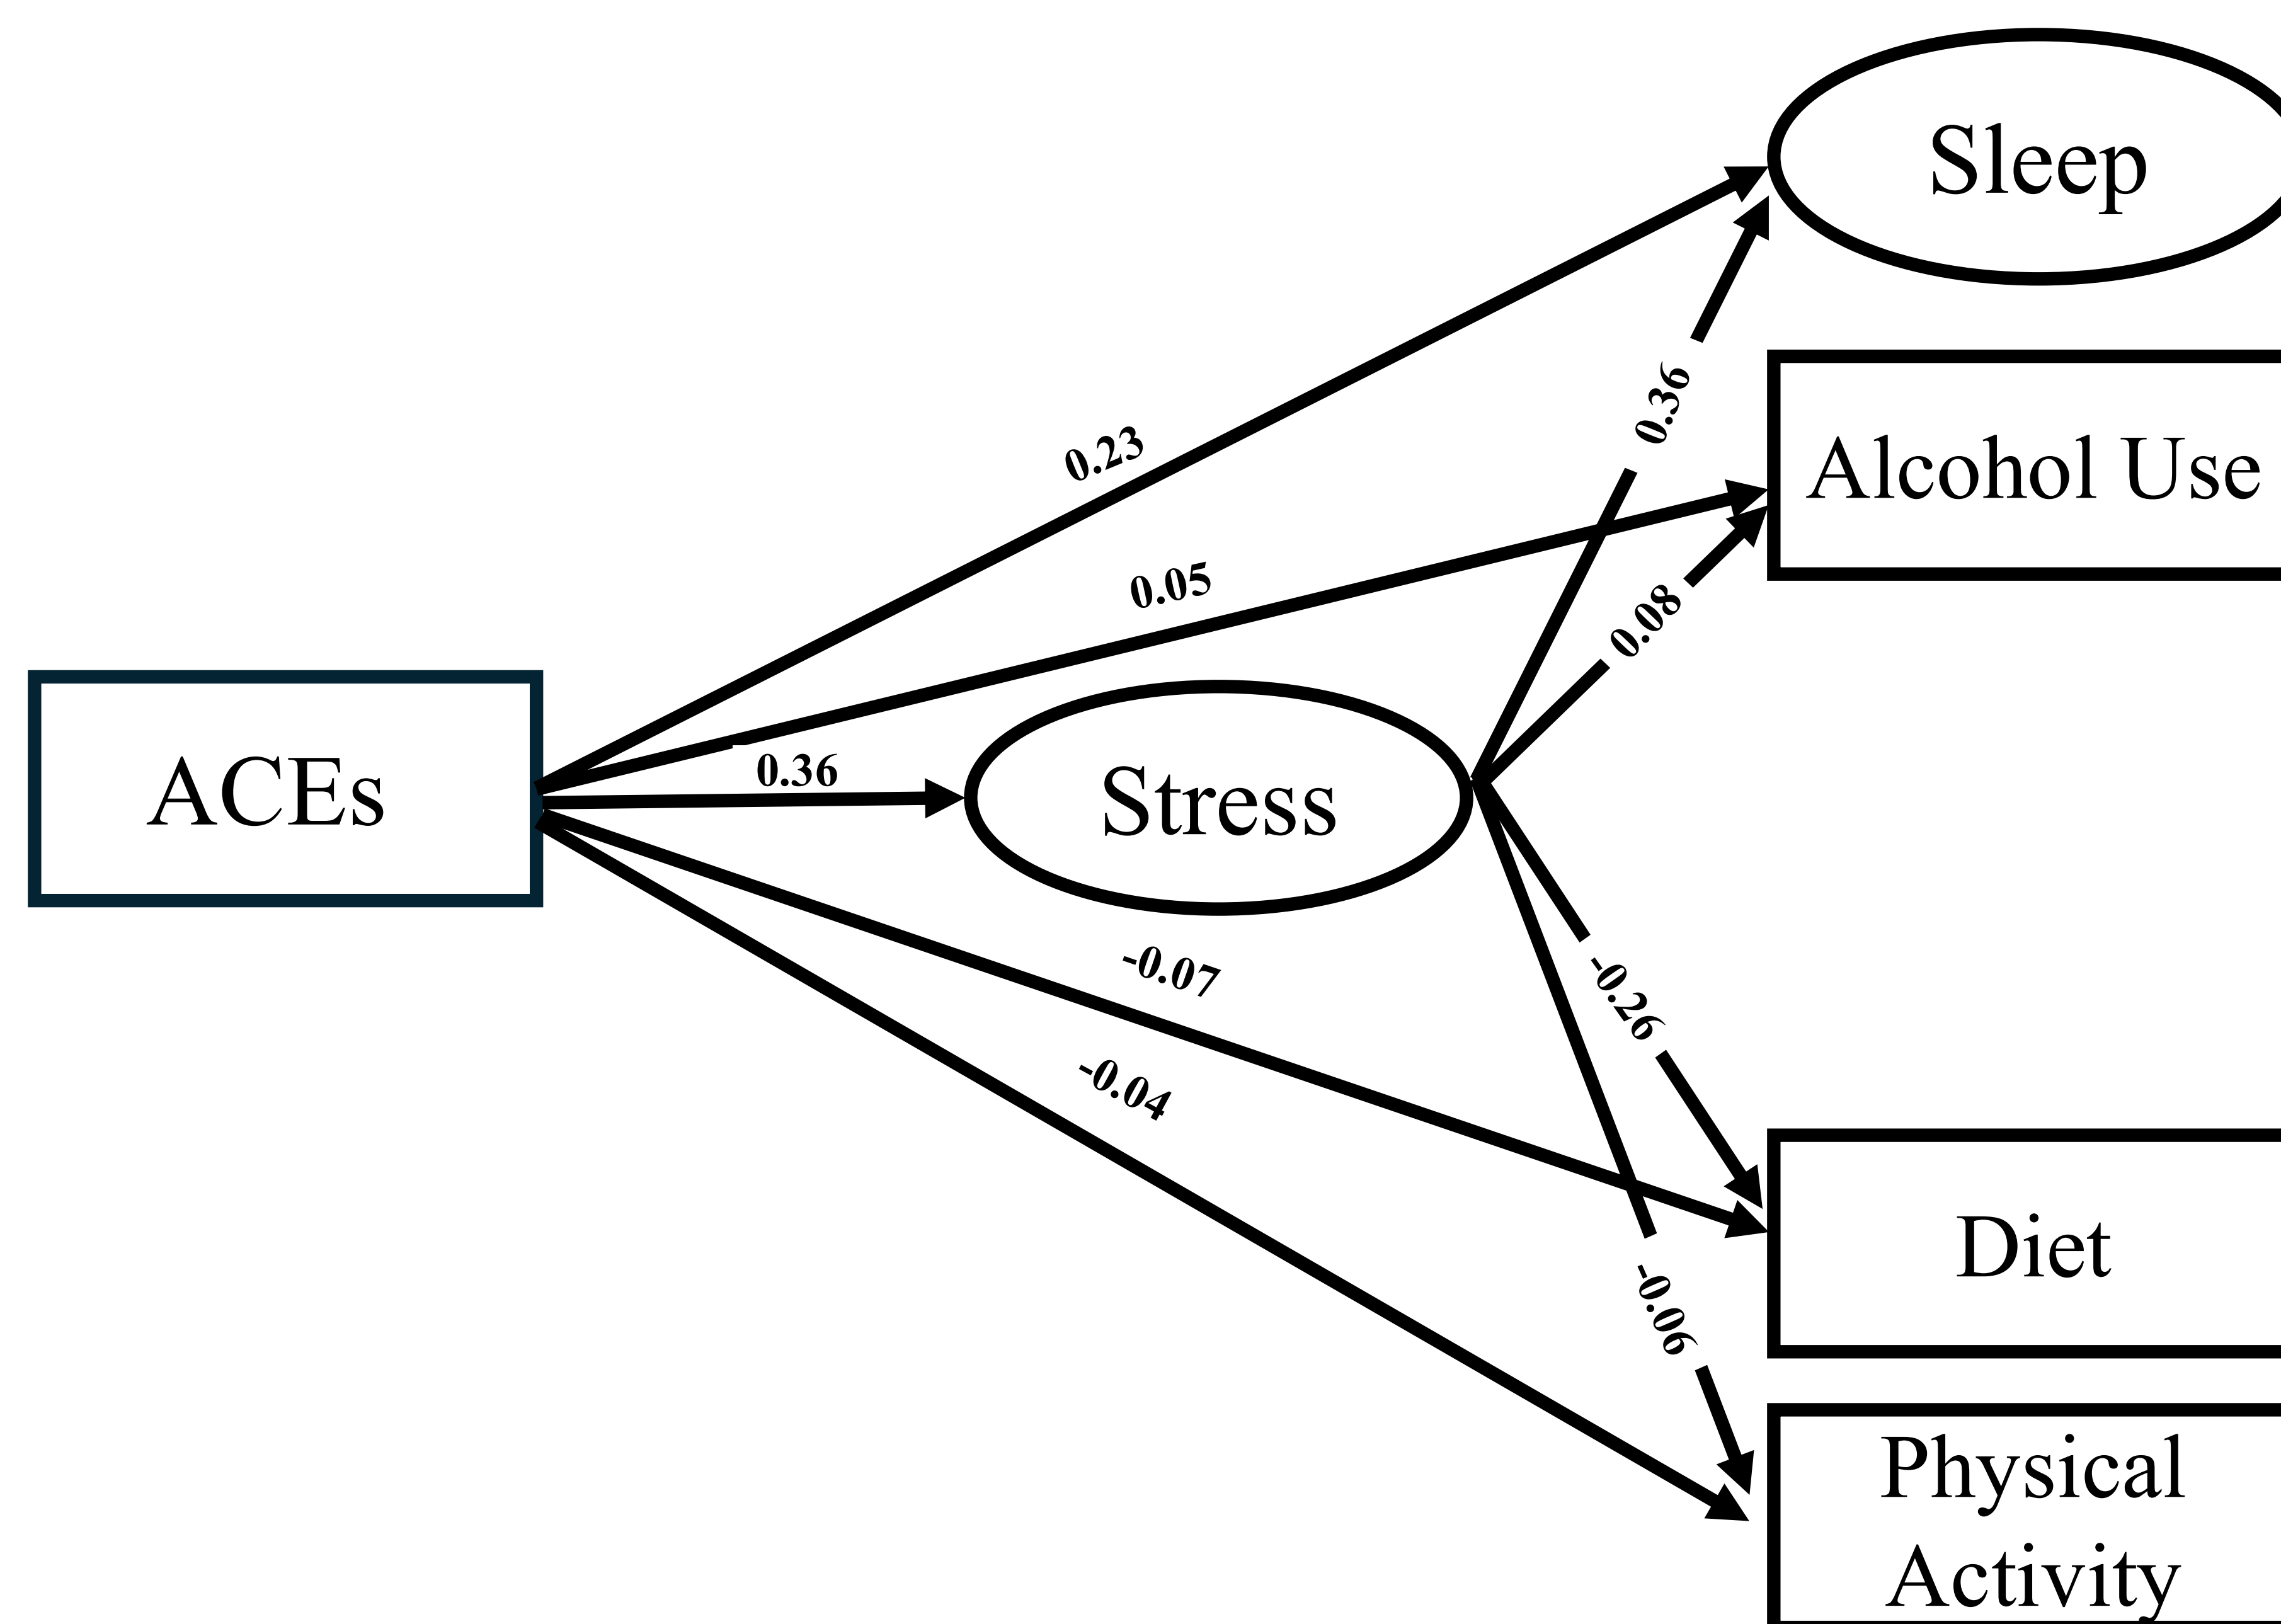 Sleep
0.36
0.23
Alcohol Use
0.05
0.08
ACEs
0.36
Stress
-0.07
-0.26
-0.04
Diet
-0.06
Physical
Activity